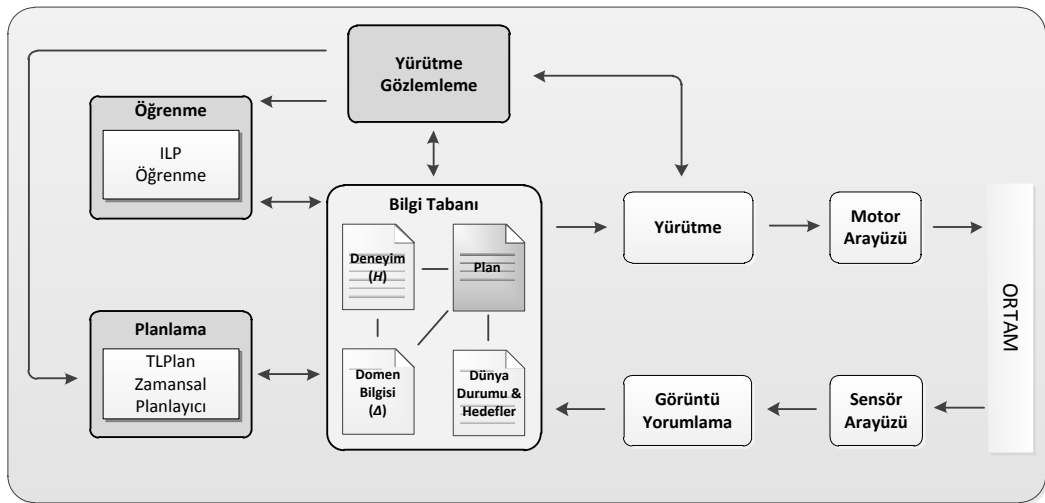 Yürütme
Gözlemleme
Öğrenme
ILP
Öğrenme
Bilgi Tabanı
Deneyim
(H)
Plan
Domen
Bilgisi
(Δ)
Dünya
Durumu &
Hedefler
Planlama
TLPlan
Zamansal
Planlayıcı
Yürütme
Motor
Arayüzü
Görüntü
Yorumlama
Sensör
Arayüzü
ORTAM